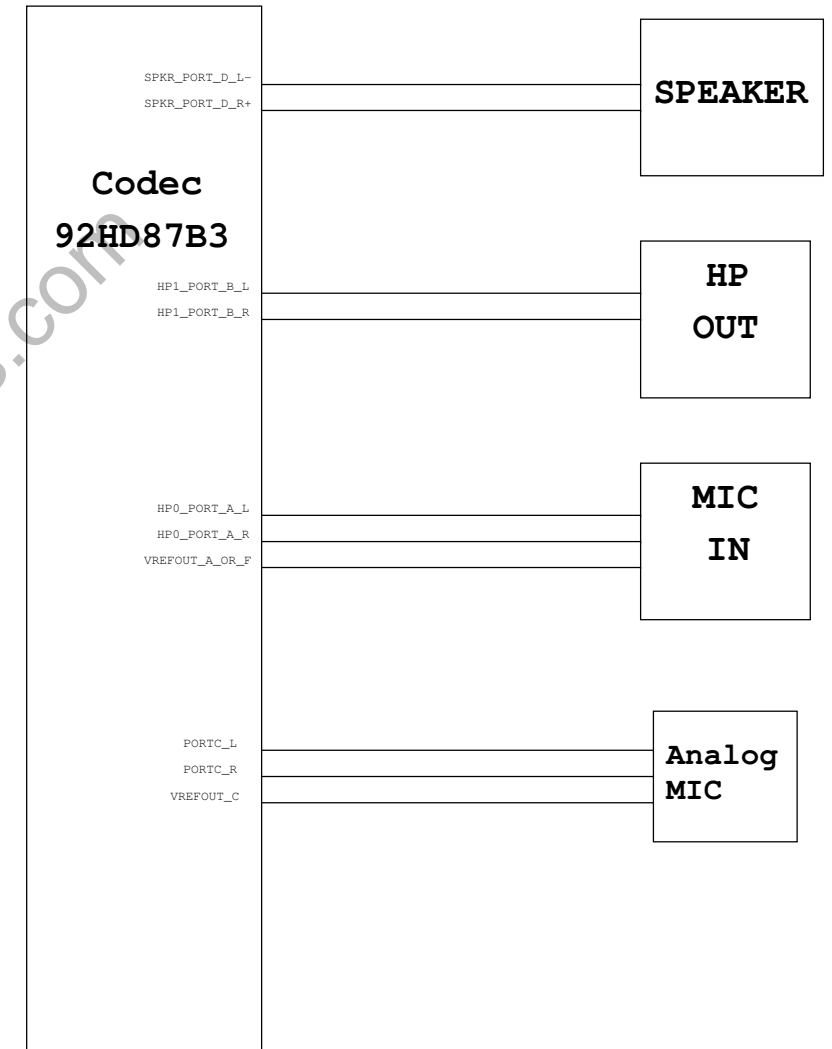 SPKR_PORT_D_L-
SPKR_PORT_D_R+
SPEAKER
Codec
92HD87B3
HP1_PORT_B_L
HP1_PORT_B_R
HP
OUT
HP0_PORT_A_L
HP0_PORT_A_R
VREFOUT_A_OR_F
MIC
IN
PORTC_L
PORTC_R
VREFOUT_C
Analog
MIC
s.com